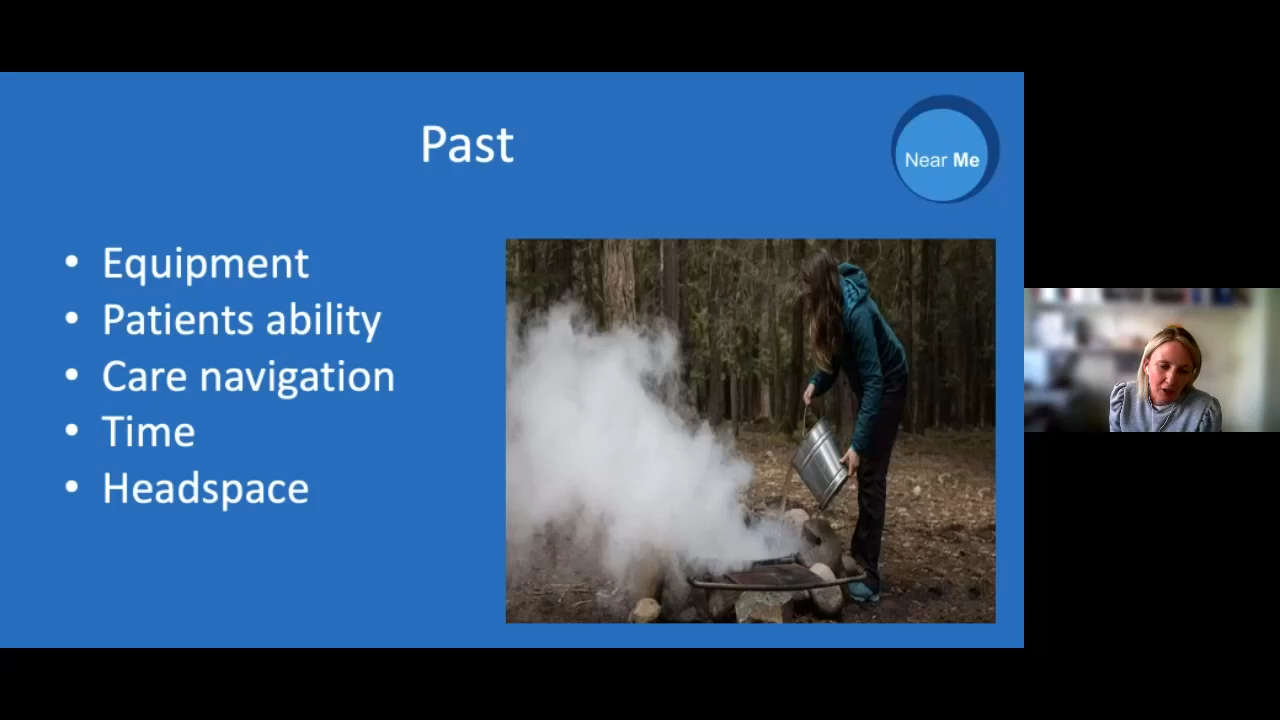 Past
Near Me
• Equipment
• Patients ability
• Care navigation
• Time
• Headspace